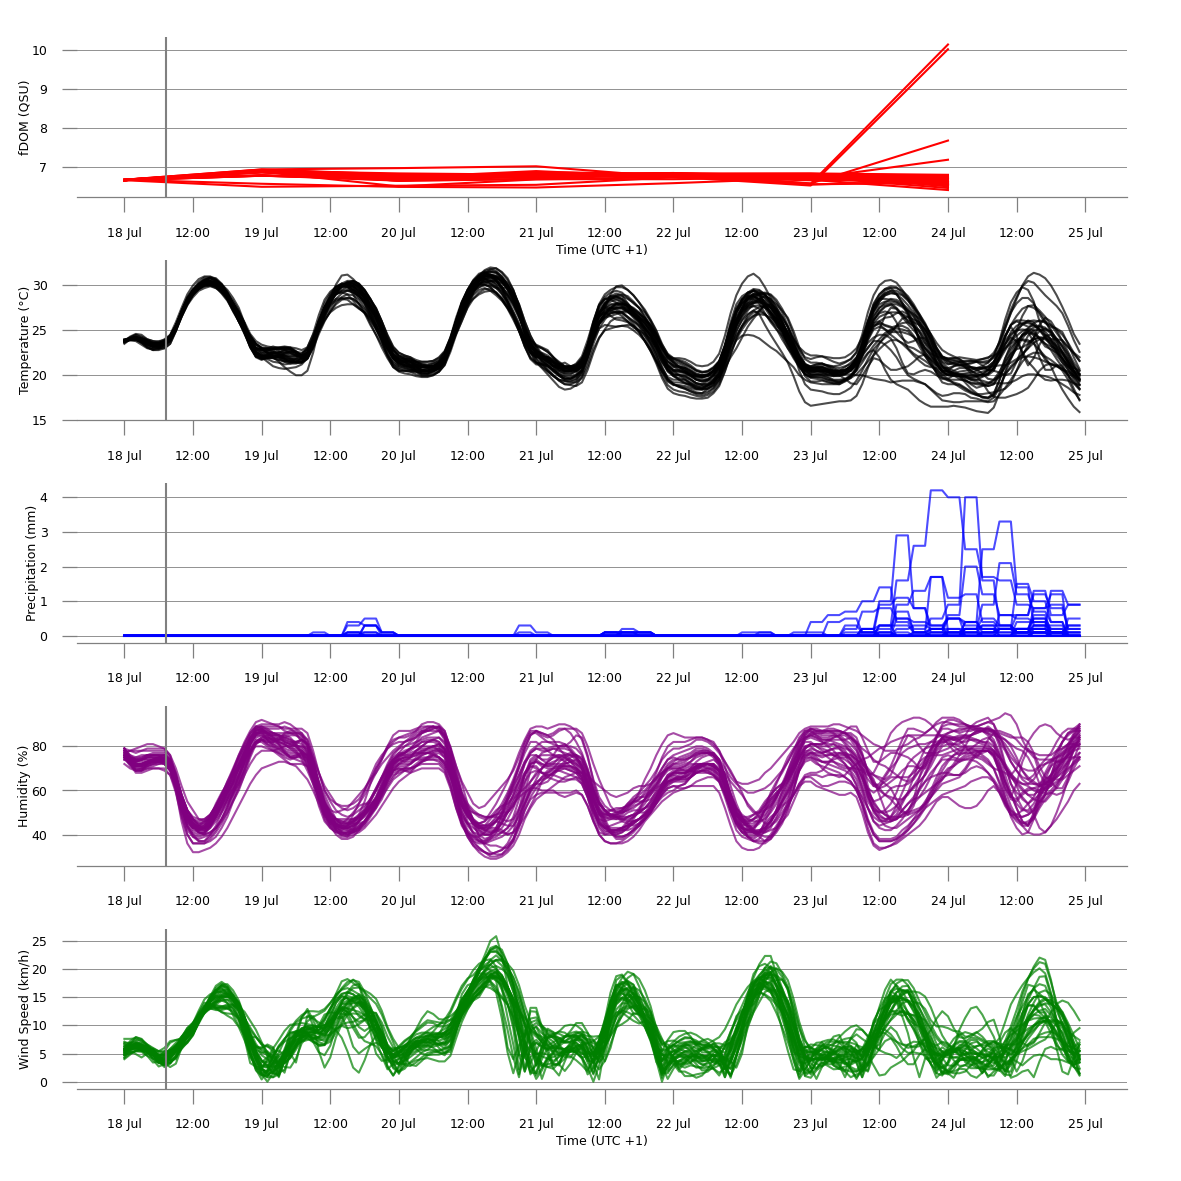 fDOM (QSU)
10
9
8
7
18 Jul 12:00 19 Jul 12:00 20 Jul 12:00 21 Jul 12:00 22 Jul 12:00 23 Jul 12:00 24 Jul 12:00 25 Jul
Time (UTC +1)
Temperature (°C)
30
25
20
15
18 Jul 12:00 19 Jul 12:00 20 Jul 12:00 21 Jul 12:00 22 Jul 12:00 23 Jul 12:00 24 Jul 12:00 25 Jul
Precipitation (mm)
4
3
2
1
0
18 Jul 12:00 19 Jul 12:00 20 Jul 12:00 21 Jul 12:00 22 Jul 12:00 23 Jul 12:00 24 Jul 12:00 25 Jul
Humidity (%)
80
60
40
18 Jul 12:00 19 Jul 12:00 20 Jul 12:00 21 Jul 12:00 22 Jul 12:00 23 Jul 12:00 24 Jul 12:00 25 Jul
Wind Speed (km/h)
25
20
15
10
5
0
18 Jul 12:00 19 Jul 12:00 20 Jul 12:00 21 Jul 12:00 22 Jul 12:00 23 Jul 12:00 24 Jul 12:00 25 Jul
Time (UTC +1)